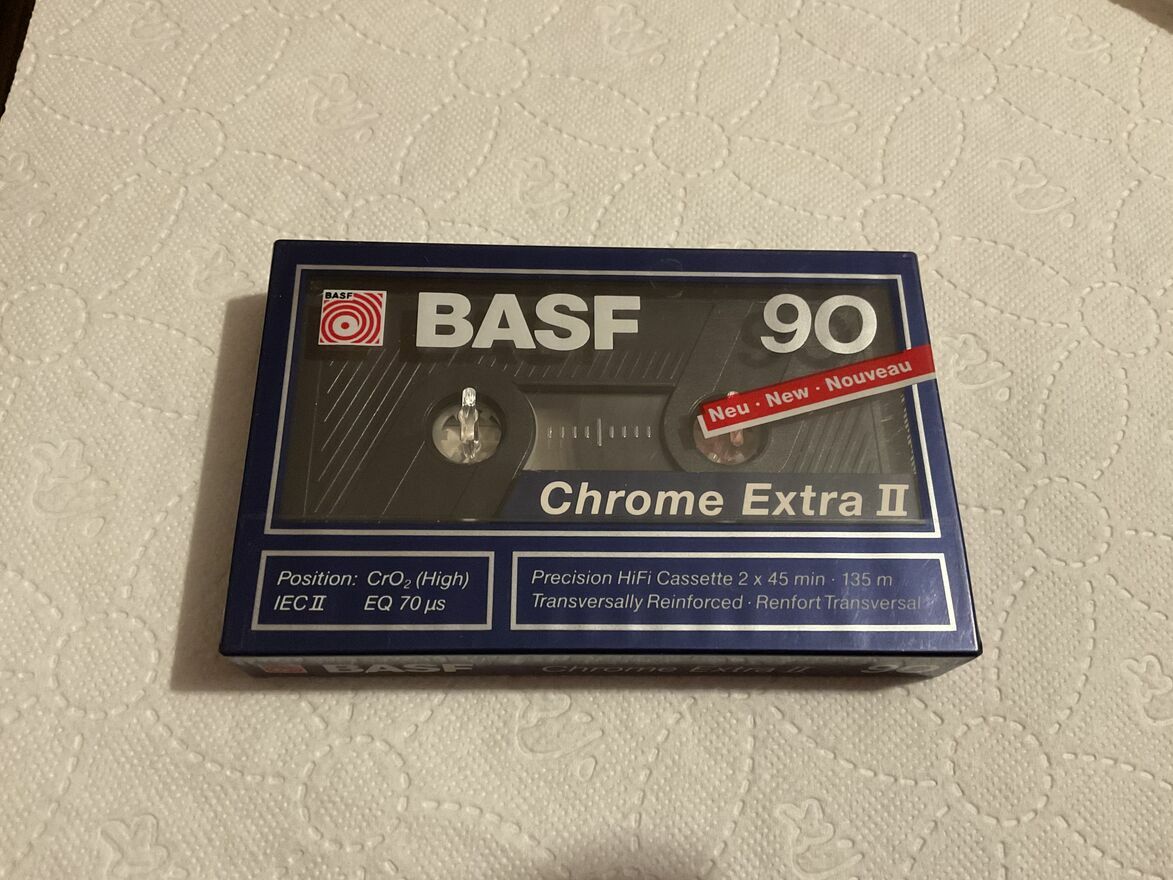 BASF
BASF 90
Neu · New · Nouveau
Chrome Extra II
Position: CrO₂ (High)
IEC II EQ 70 µs
Precision HiFi Cassette 2 x 45 min · 135 m
Transversally Reinforced · Renfort Transversal
BASF Chrome Extra II 90